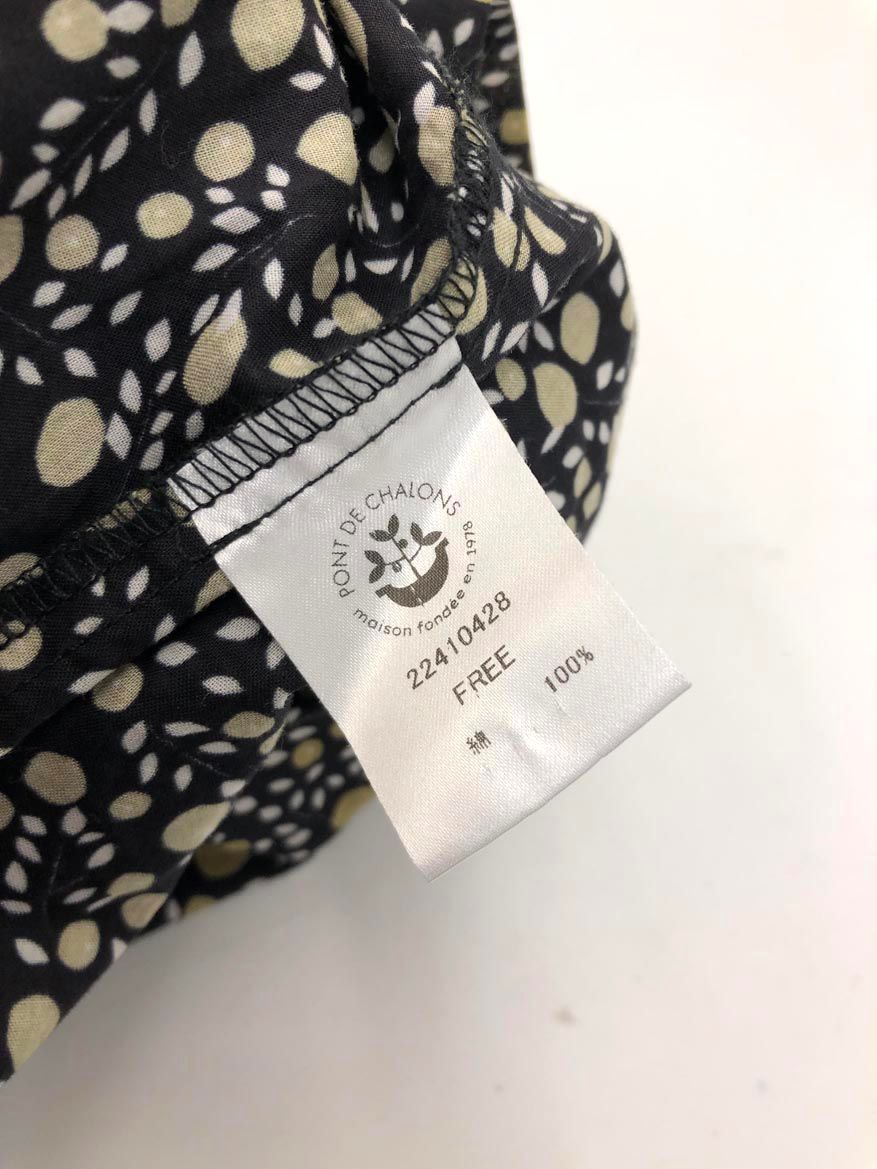 PONT DE CHALONS
maison fondée en 1978
22410428
FREE
綿 100%